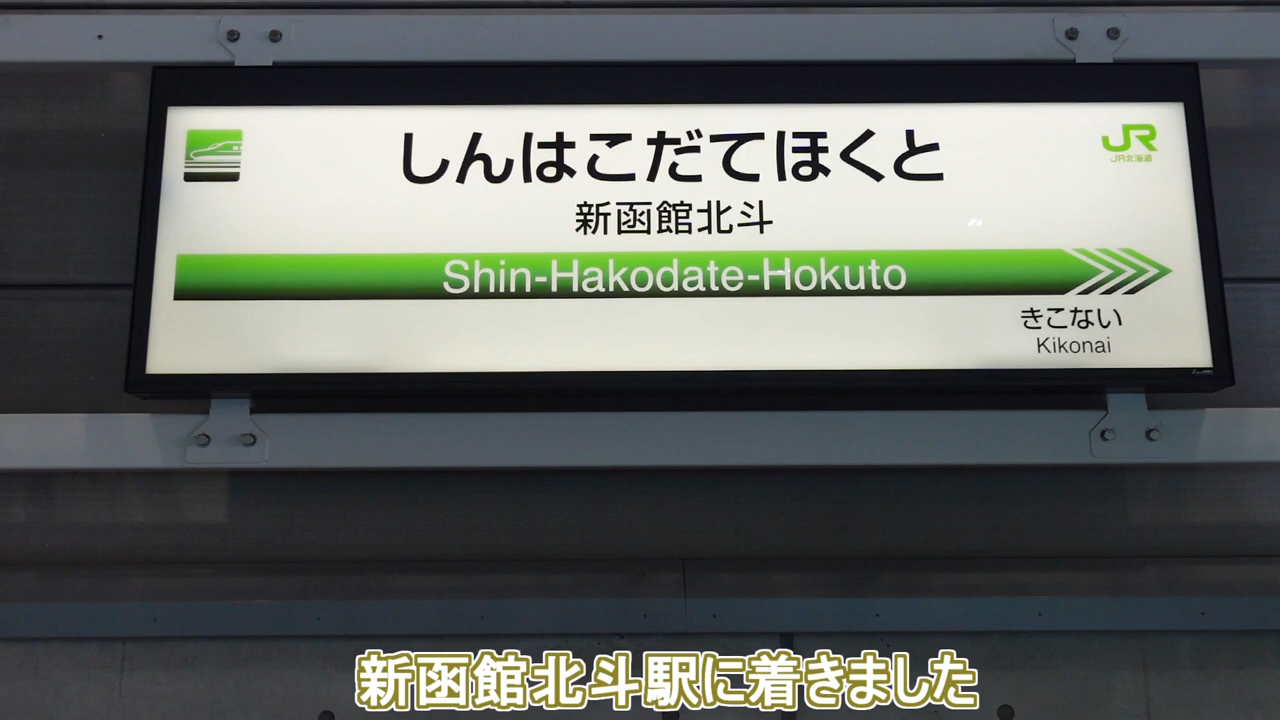 しんはこだてほくと
JR
JR北海道
新函館北斗
Shin-Hakodate-Hokuto
きこない
Kikonai
新函館北斗駅に着きました